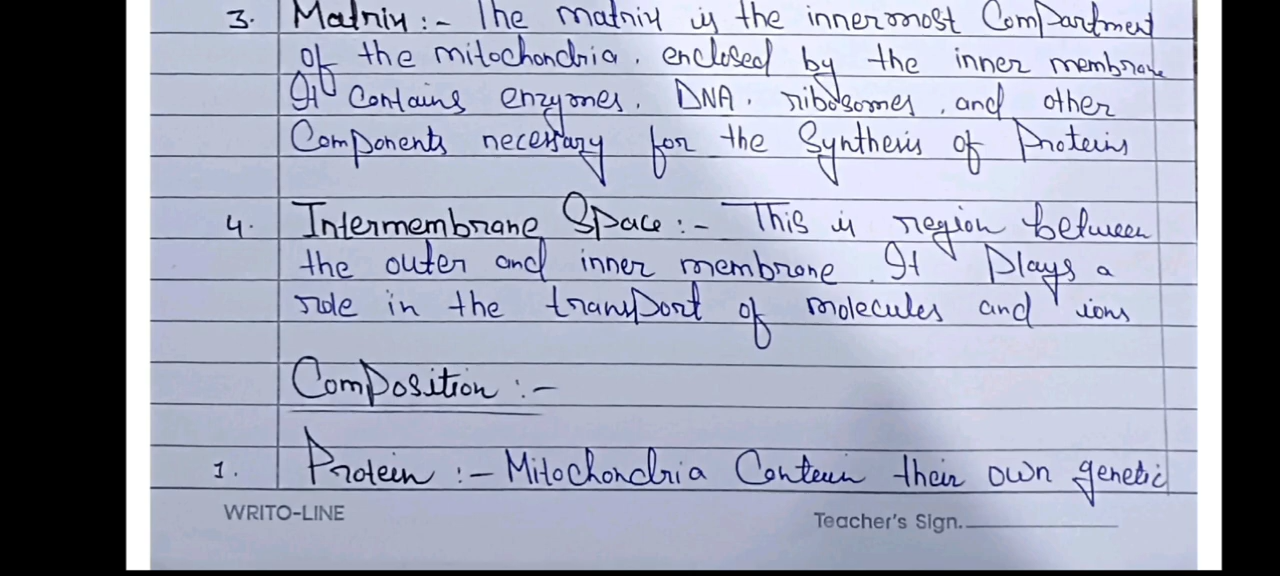 3. Matrix :- The matrix is the innermost Compartment
of the mitochondria. enclosed by the inner membrane
It contains enzymes. DNA. ribosomes. and other
Components necessary for the Synthesis of Proteins
4. Intermembrane Space :- This is region between
the outer and inner membrane. It Plays a
role in the transport of molecules and ions
Composition :-
1. Protein :- Mitochondria Contain their own genetic
WRITO-LINE Teacher's Sign.